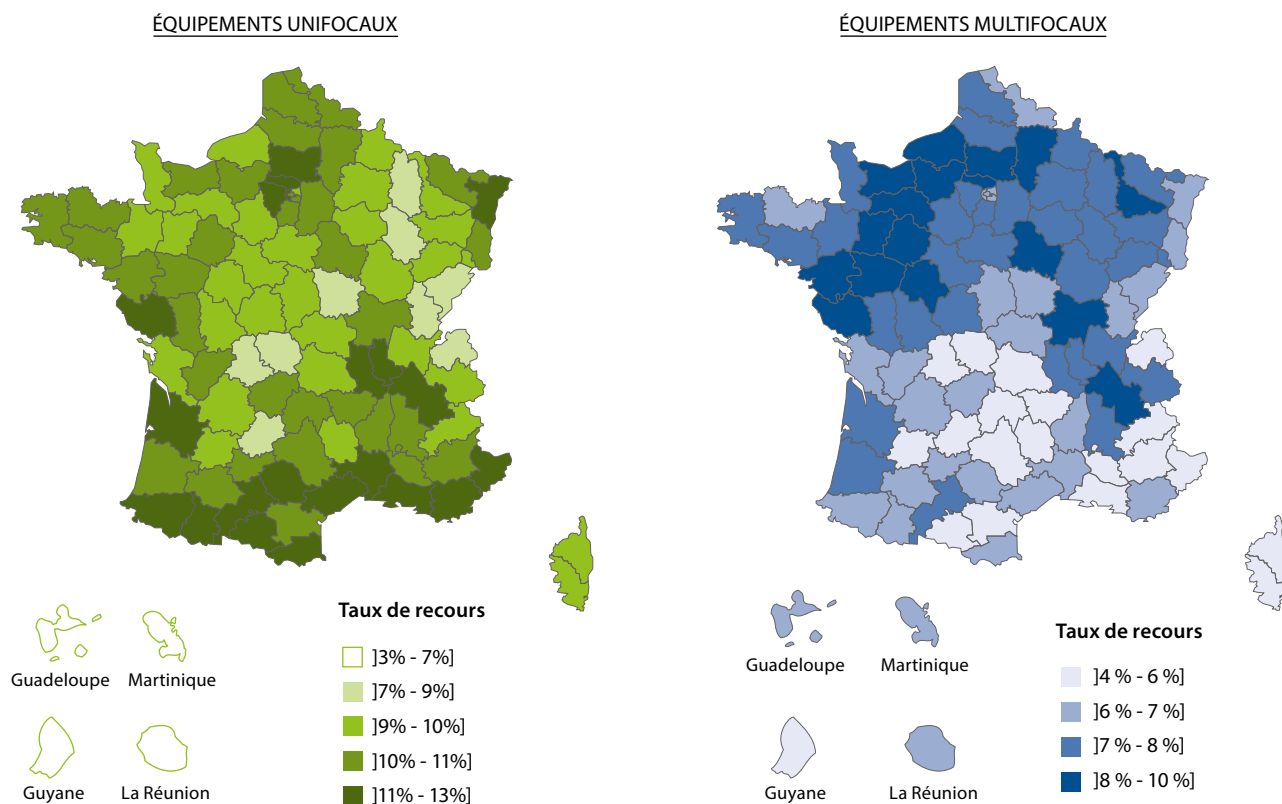 ÉQUIPEMENTS UNIFOCAUX
Taux de recours
]3% - 7%]
]7% - 9%]
]9% - 10%]
]10% - 11%]
]11% - 13%]
Guadeloupe
Martinique
Guyane
La Réunion
ÉQUIPEMENTS MULTIFOCAUX
Taux de recours
]4 % - 6 %]
]6 % - 7 %]
]7 % - 8 %]
]8 % - 10 %]
Guadeloupe
Martinique
Guyane
La Réunion